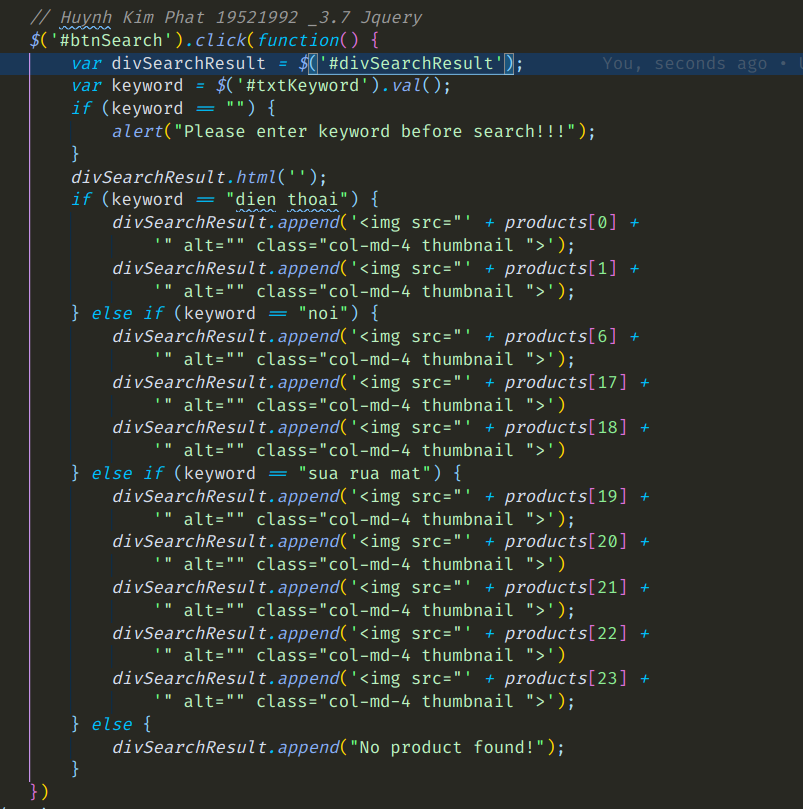 // Huynh Kim Phat 19521992 _3.7 Jquery
$('#btnSearch').click(function() {
    var divSearchResult = $('#divSearchResult');    You, seconds ago •
    var keyword = $('#txtKeyword').val();
    if (keyword == "") {
        alert("Please enter keyword before search!!!");
    }
    divSearchResult.html('');
    if (keyword == "dien thoai") {
        divSearchResult.append('<img src="' + products[0] +
            '" alt="" class="col-md-4 thumbnail ">');
        divSearchResult.append('<img src="' + products[1] +
            '" alt="" class="col-md-4 thumbnail ">');
    } else if (keyword == "noi") {
        divSearchResult.append('<img src="' + products[6] +
            '" alt="" class="col-md-4 thumbnail ">');
        divSearchResult.append('<img src="' + products[17] +
            '" alt="" class="col-md-4 thumbnail ">')
        divSearchResult.append('<img src="' + products[18] +
            '" alt="" class="col-md-4 thumbnail ">')
    } else if (keyword == "sua rua mat") {
        divSearchResult.append('<img src="' + products[19] +
            '" alt="" class="col-md-4 thumbnail ">');
        divSearchResult.append('<img src="' + products[20] +
            '" alt="" class="col-md-4 thumbnail ">')
        divSearchResult.append('<img src="' + products[21] +
            '" alt="" class="col-md-4 thumbnail ">');
        divSearchResult.append('<img src="' + products[22] +
            '" alt="" class="col-md-4 thumbnail ">')
        divSearchResult.append('<img src="' + products[23] +
            '" alt="" class="col-md-4 thumbnail ">');
    } else {
        divSearchResult.append("No product found!");
    }
})